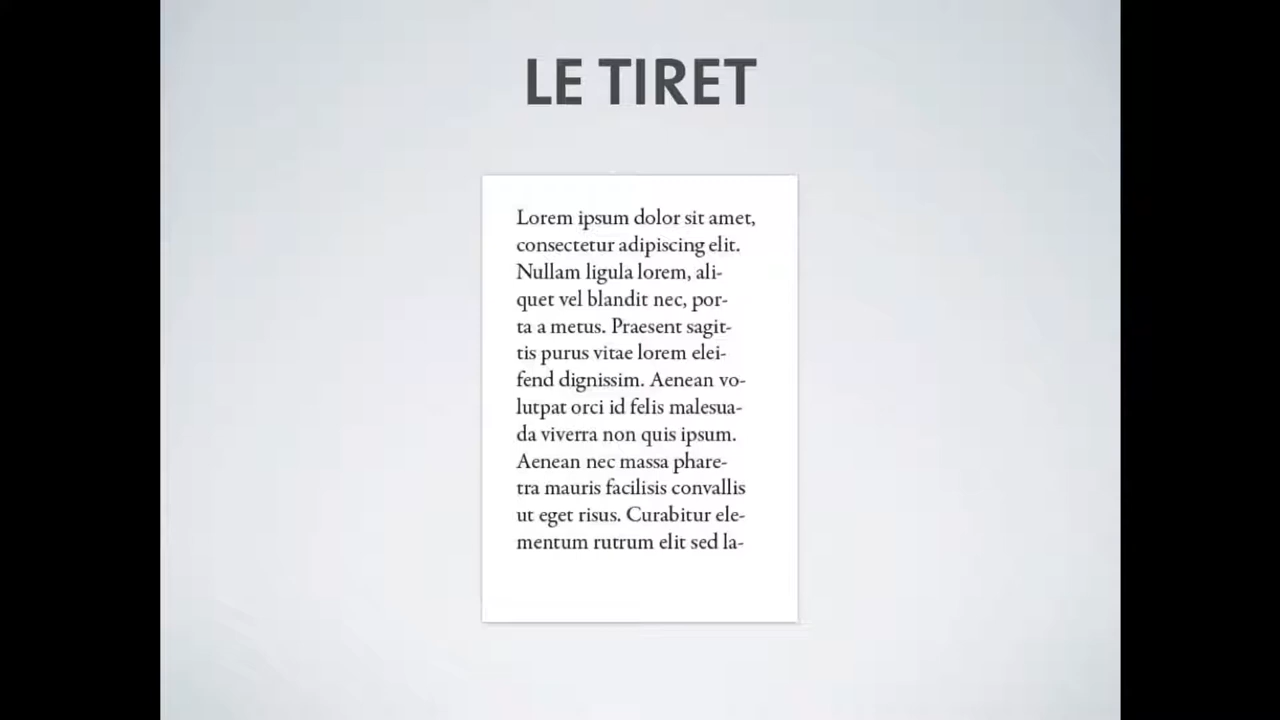 LE TIRET
Lorem ipsum dolor sit amet,
consectetur adipiscing elit.
Nullam ligula lorem, ali-
quet vel blandit nec, por-
ta a metus. Praesent sagit-
tis purus vitae lorem elei-
fend dignissim. Aenean vo-
lutpat orci id felis malesua-
da viverra non quis ipsum.
Aenean nec massa phare-
tra mauris facilisis convallis
ut eget risus. Curabitur ele-
mentum rutrum elit sed la-